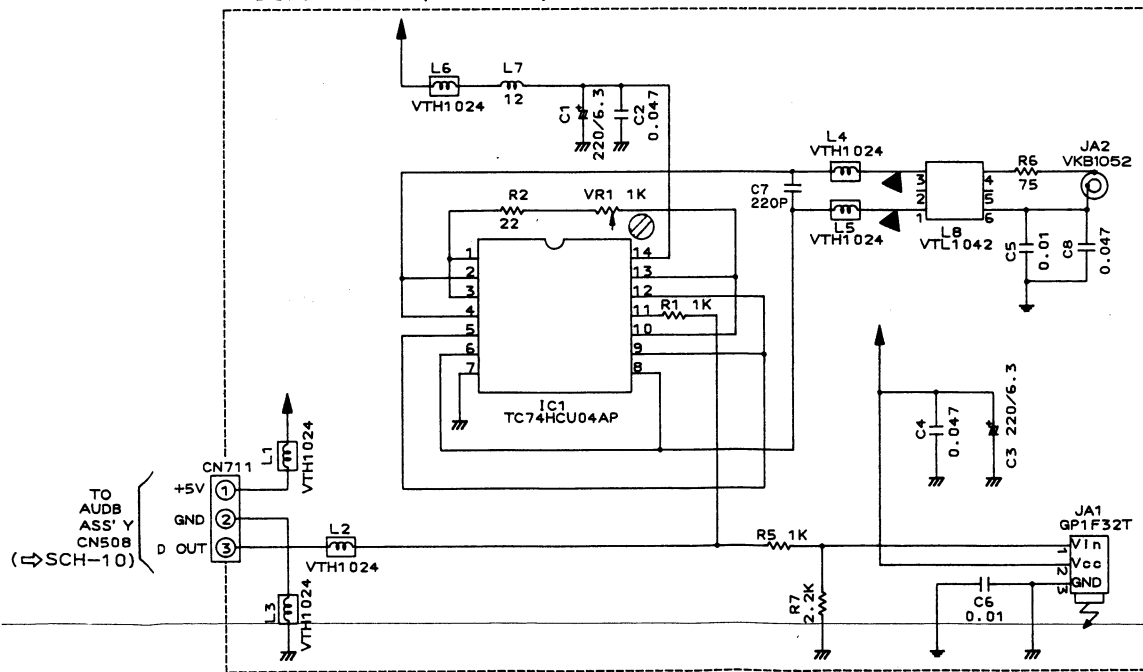 L6
VTH1024
L7
12
C1
220/6.3
C2
0.047
R2
22
VR1 1K
C7
220P
L4
VTH1024
L5
VTH1024
3
2
1
4
5
6
L8
VTL1042
R6
75
JA2
VKB1052
C5
0.01
C8
0.047
1
2
3
4
5
6
7
14
13
12
11
10
9
8
R1 1K
IC1
TC74HCU04AP
C4
0.047
C3 220/6.3
L1
VTH1024
CN711
TO
AUDB
ASS'Y
CN508
(⇨SCH-10)
+5V 1
GND 2
D OUT 3
L2
VTH1024
L3
VTH1024
R5 1K
R7
2.2K
C6
0.01
JA1
GP1F32T
1 Vin
2 Vcc
3 GND